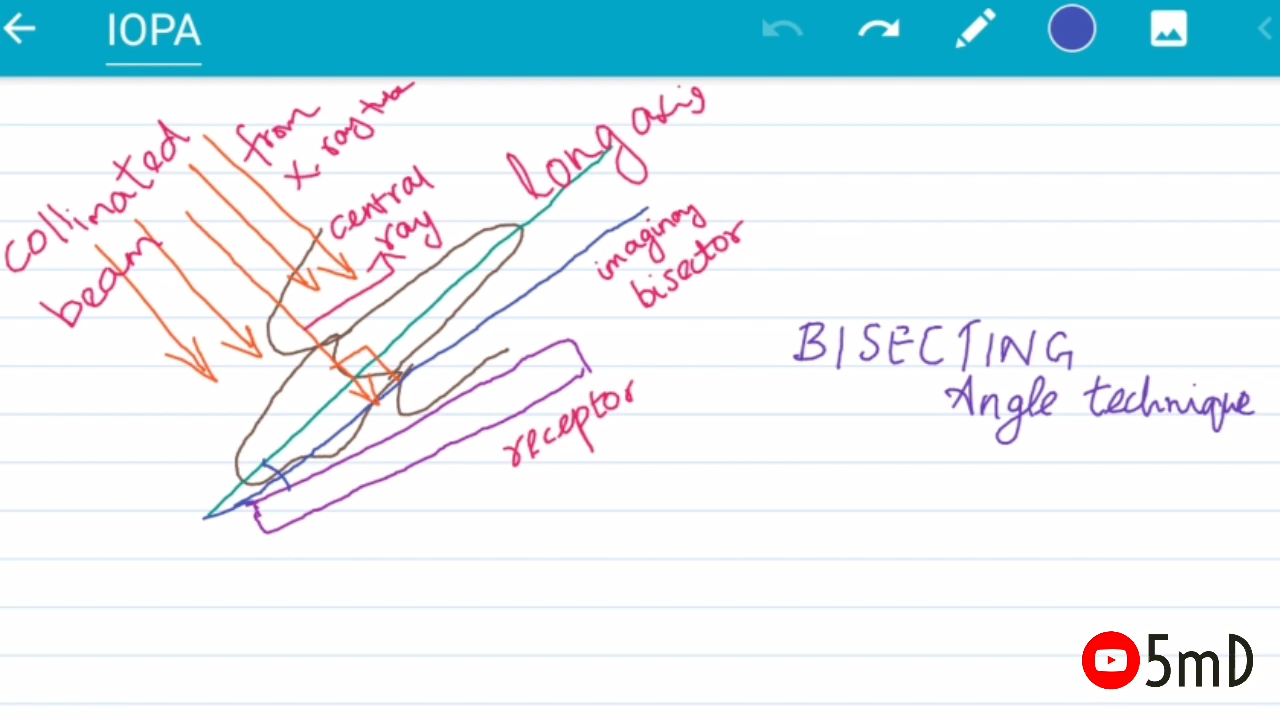 IOPA
collimated
beam
from
X ray tube
central
ray
Long axis
imaginary
bisector
receptor
BISECTING
Angle technique
5mD